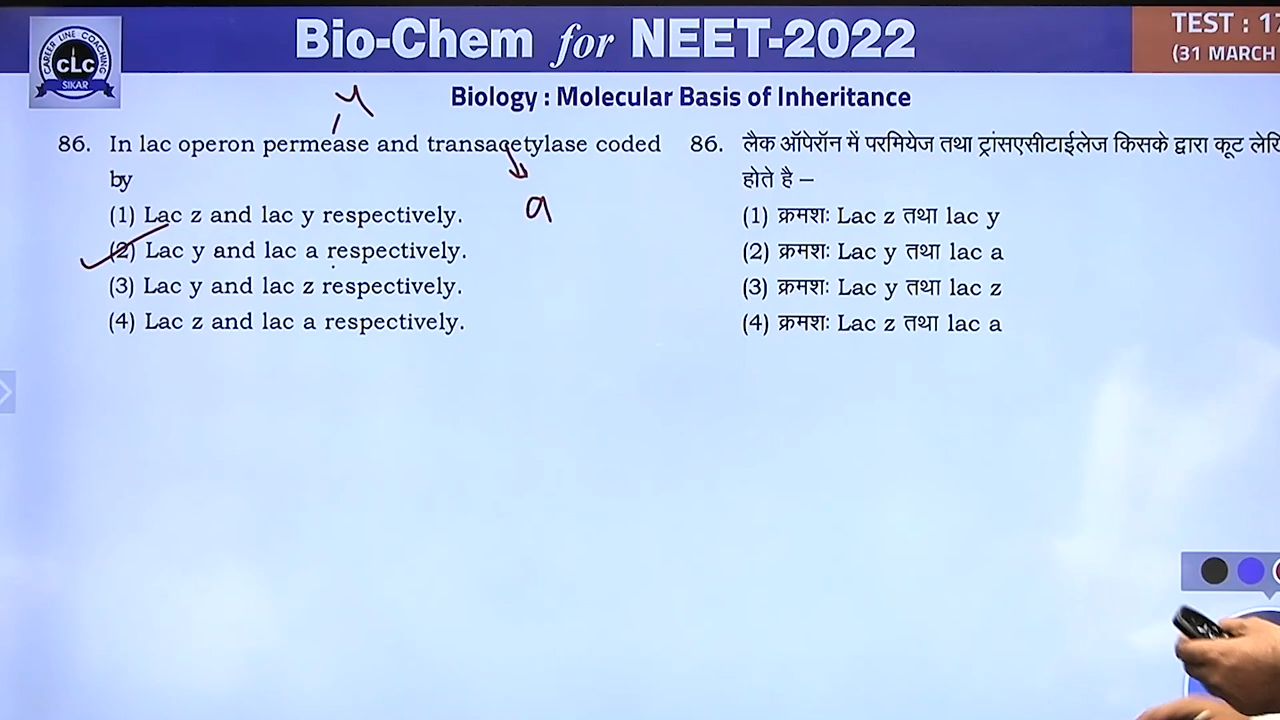 CAREER LINE COACHING
CLC
SIKAR
Bio-Chem for NEET-2022
TEST : 
(31 MARCH
Biology : Molecular Basis of Inheritance
y
86. In lac operon permease and transacetylase coded
by
a
(1) Lac z and lac y respectively.
(2) Lac y and lac a respectively.
(3) Lac y and lac z respectively.
(4) Lac z and lac a respectively.
86. लैक ऑपेरॉन में परमियेज तथा ट्रांसएसीटाईलेज किसके द्वारा कूट
होते है –
(1) क्रमशः Lac z तथा lac y
(2) क्रमशः Lac y तथा lac a
(3) क्रमशः Lac y तथा lac z
(4) क्रमशः Lac z तथा lac a